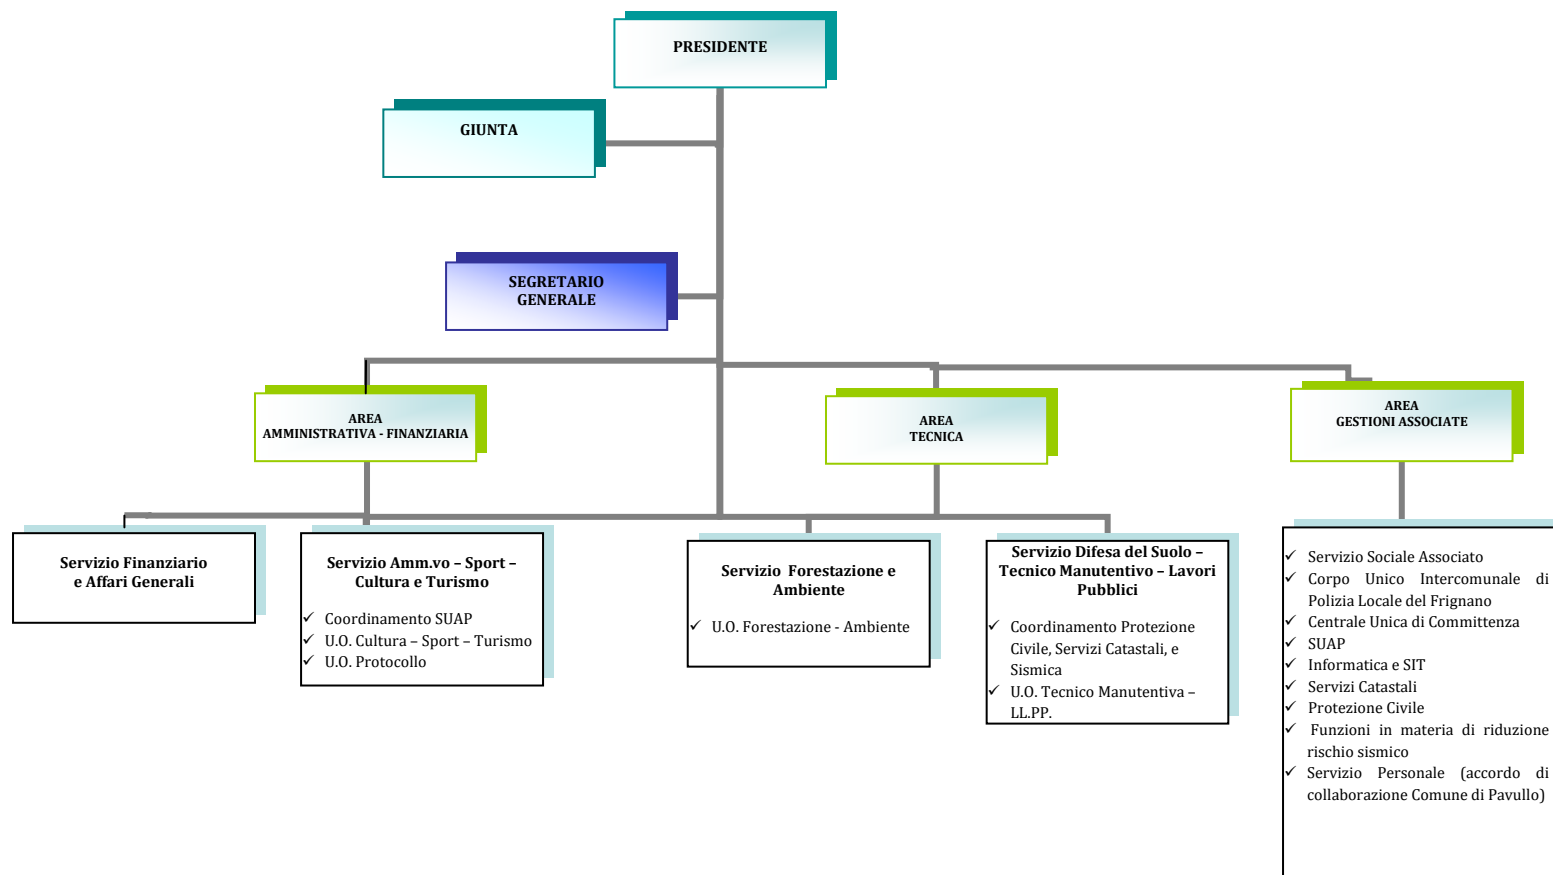 PRESIDENTE
GIUNTA
SEGRETARIO
GENERALE
AREA
AMMINISTRATIVA - FINANZIARIA
AREA
TECNICA
AREA
GESTIONI ASSOCIATE
Servizio Finanziario
e Affari Generali
Servizio Amm.vo – Sport –
Cultura e Turismo
✓ Coordinamento SUAP
✓ U.O. Cultura – Sport – Turismo
✓ U.O. Protocollo
Servizio Forestazione e
Ambiente
✓ U.O. Forestazione - Ambiente
Servizio Difesa del Suolo –
Tecnico Manutentivo – Lavori
Pubblici
✓ Coordinamento Protezione
Civile, Servizi Catastali, e
Sismica
✓ U.O. Tecnico Manutentiva –
LL.PP.
✓ Servizio Sociale Associato
✓ Corpo Unico Intercomunale di
Polizia Locale del Frignano
✓ Centrale Unica di Committenza
✓ SUAP
✓ Informatica e SIT
✓ Servizi Catastali
✓ Protezione Civile
✓ Funzioni in materia di riduzione
rischio sismico
✓ Servizio Personale (accordo di
collaborazione Comune di Pavullo)